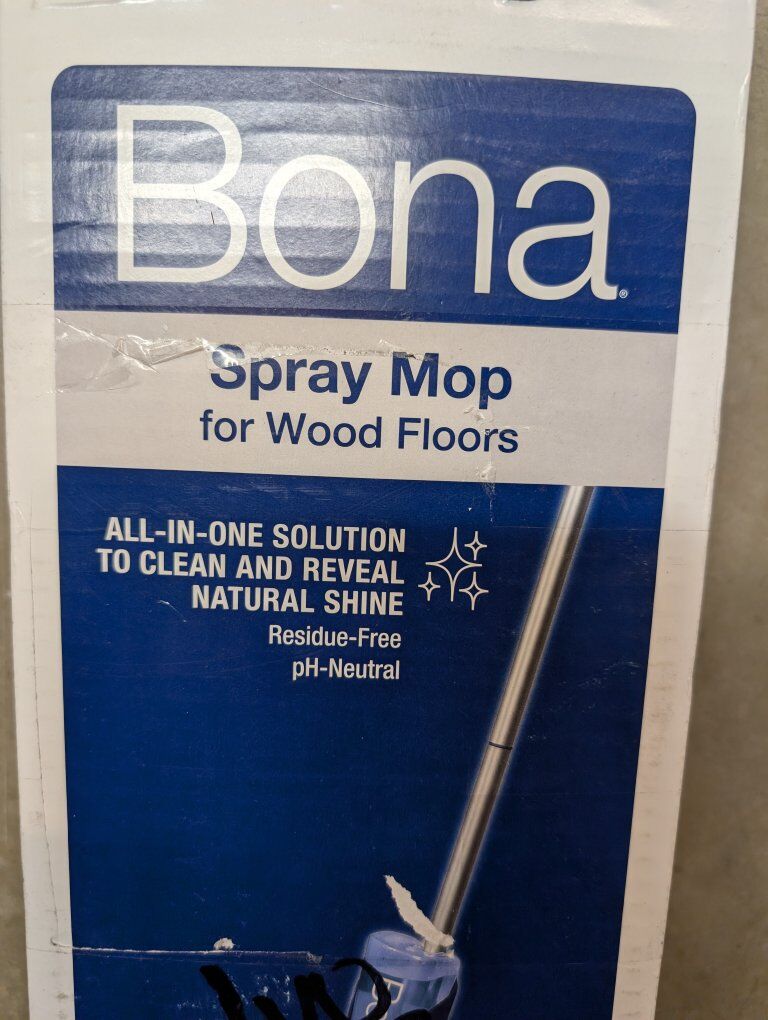 Bona®
Spray Mop
for Wood Floors
ALL-IN-ONE SOLUTION
TO CLEAN AND REVEAL
NATURAL SHINE
Residue-Free
pH-Neutral